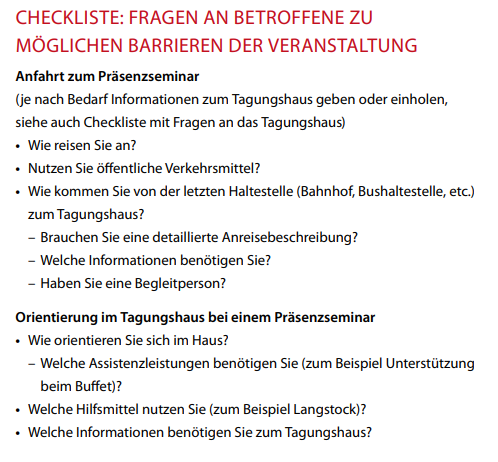 CHECKLISTE: FRAGEN AN BETROFFENE ZU
MÖGLICHEN BARRIEREN DER VERANSTALTUNG
Anfahrt zum Präsenzseminar
(je nach Bedarf Informationen zum Tagungshaus geben oder einholen,
siehe auch Checkliste mit Fragen an das Tagungshaus)
• Wie reisen Sie an?
• Nutzen Sie öffentliche Verkehrsmittel?
• Wie kommen Sie von der letzten Haltestelle (Bahnhof, Bushaltestelle, etc.)
zum Tagungshaus?
– Brauchen Sie eine detaillierte Anreisebeschreibung?
– Welche Informationen benötigen Sie?
– Haben Sie eine Begleitperson?
Orientierung im Tagungshaus bei einem Präsenzseminar
• Wie orientieren Sie sich im Haus?
– Welche Assistenzleistungen benötigen Sie (zum Beispiel Unterstützung
beim Buffet)?
• Welche Hilfsmittel nutzen Sie (zum Beispiel Langstock)?
• Welche Informationen benötigen Sie zum Tagungshaus?